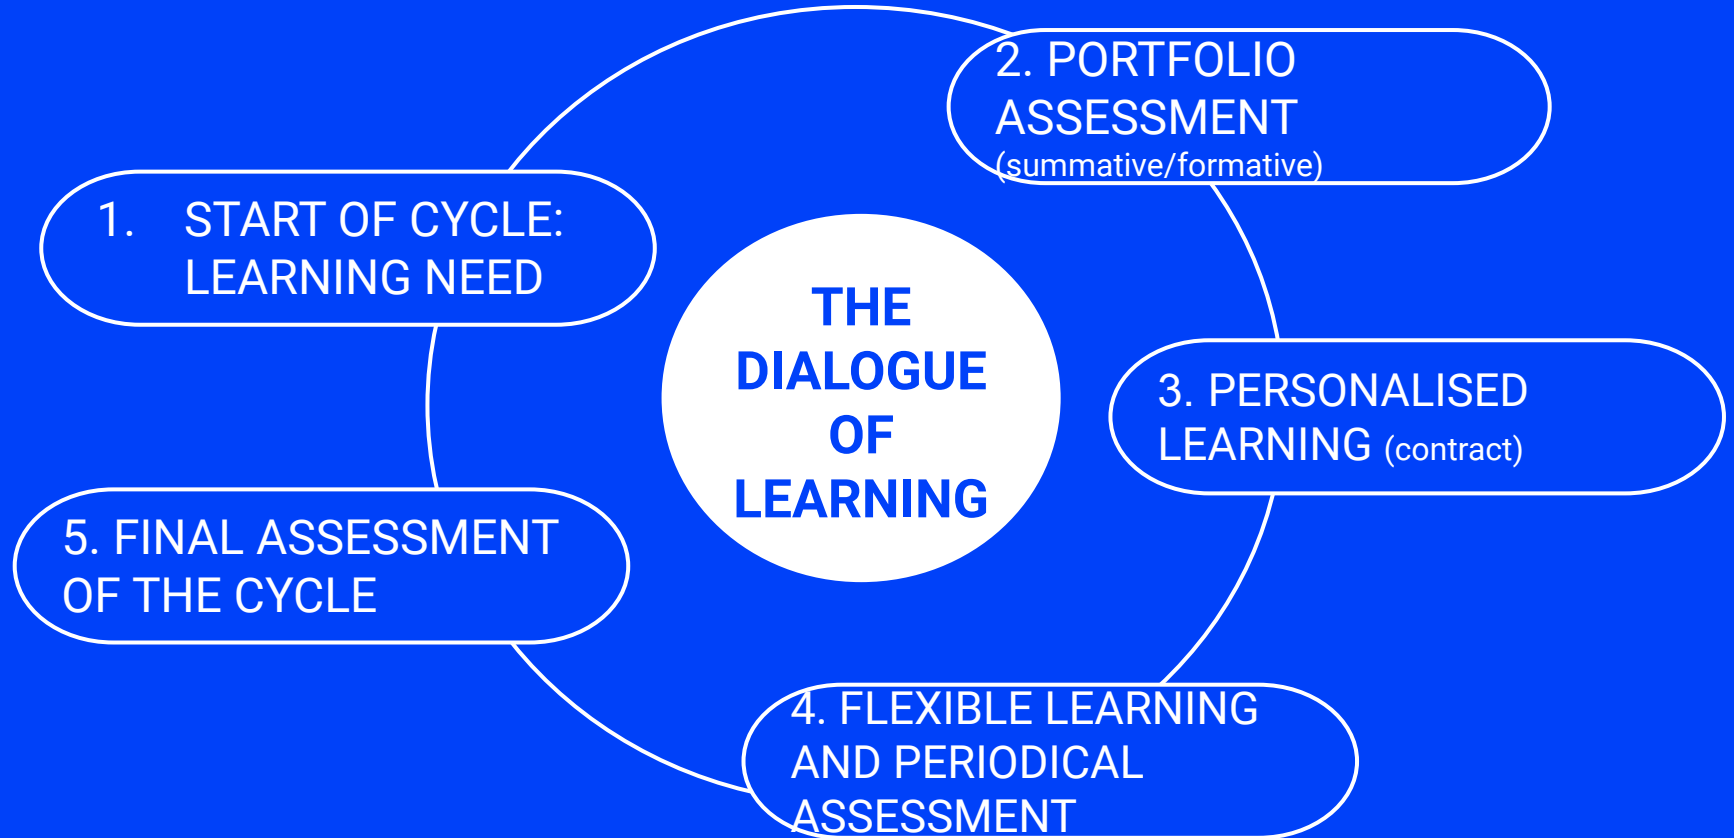 1. START OF CYCLE:
LEARNING NEED
2. PORTFOLIO
ASSESSMENT
(summative/formative)
3. PERSONALISED
LEARNING (contract)
4. FLEXIBLE LEARNING
AND PERIODICAL
ASSESSMENT
5. FINAL ASSESSMENT
OF THE CYCLE
THE
DIALOGUE
OF
LEARNING